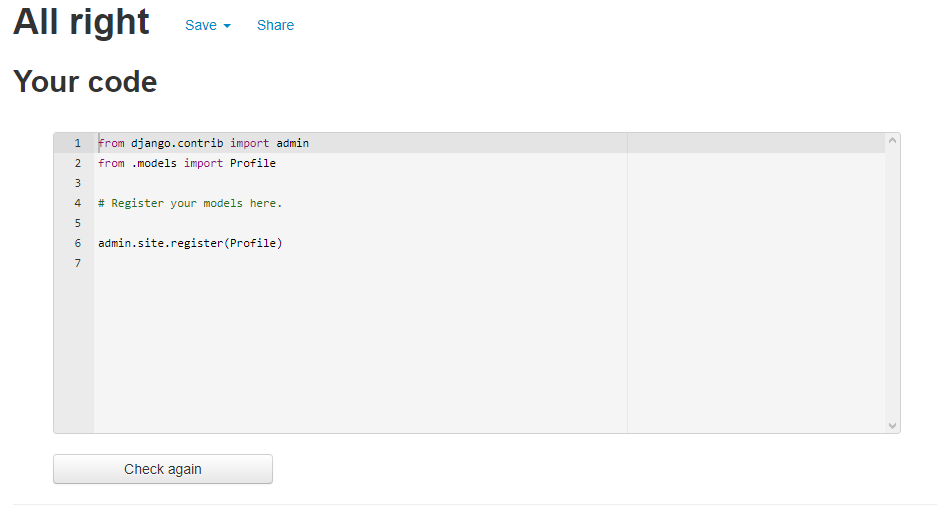 All right Save Share
Your code
1 from django.contrib import admin
2 from .models import Profile
3
4 # Register your models here.
5
6 admin.site.register(Profile)
7
Check again